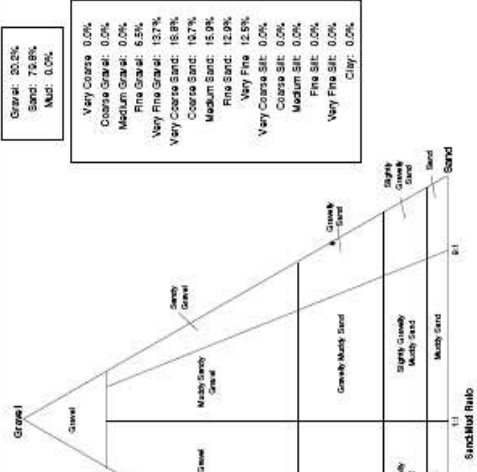 Gravel: 20.2%
Sand: 79.8%
Mud: 0.0%
Very Coarse 0.0%
Coarse Gravel: 0.0%
Medium Gravel: 0.0%
Fine Gravel: 6.5%
Very Fine Gravel: 13.7%
Very Coarse Sand: 18.8%
Coarse Sand: 19.7%
Medium Sand: 15.9%
Fine Sand: 12.9%
Very Fine 12.5%
Very Coarse Silt: 0.0%
Coarse Silt: 0.0%
Medium Silt: 0.0%
Fine Silt: 0.0%
Very Fine Silt: 0.0%
Clay: 0.0%
Gravel
Gravel
Sandy
Gravel
Muddy Sandy
Gravel
Gravel
Gravelly
Sand
Gravelly Muddy Sand
Slightly
Gravelly
Sand
Slightly Gravelly
Muddy Sand
Sand
Muddy Sand
Sand
1:1
9:1
Sand:Mud Ratio